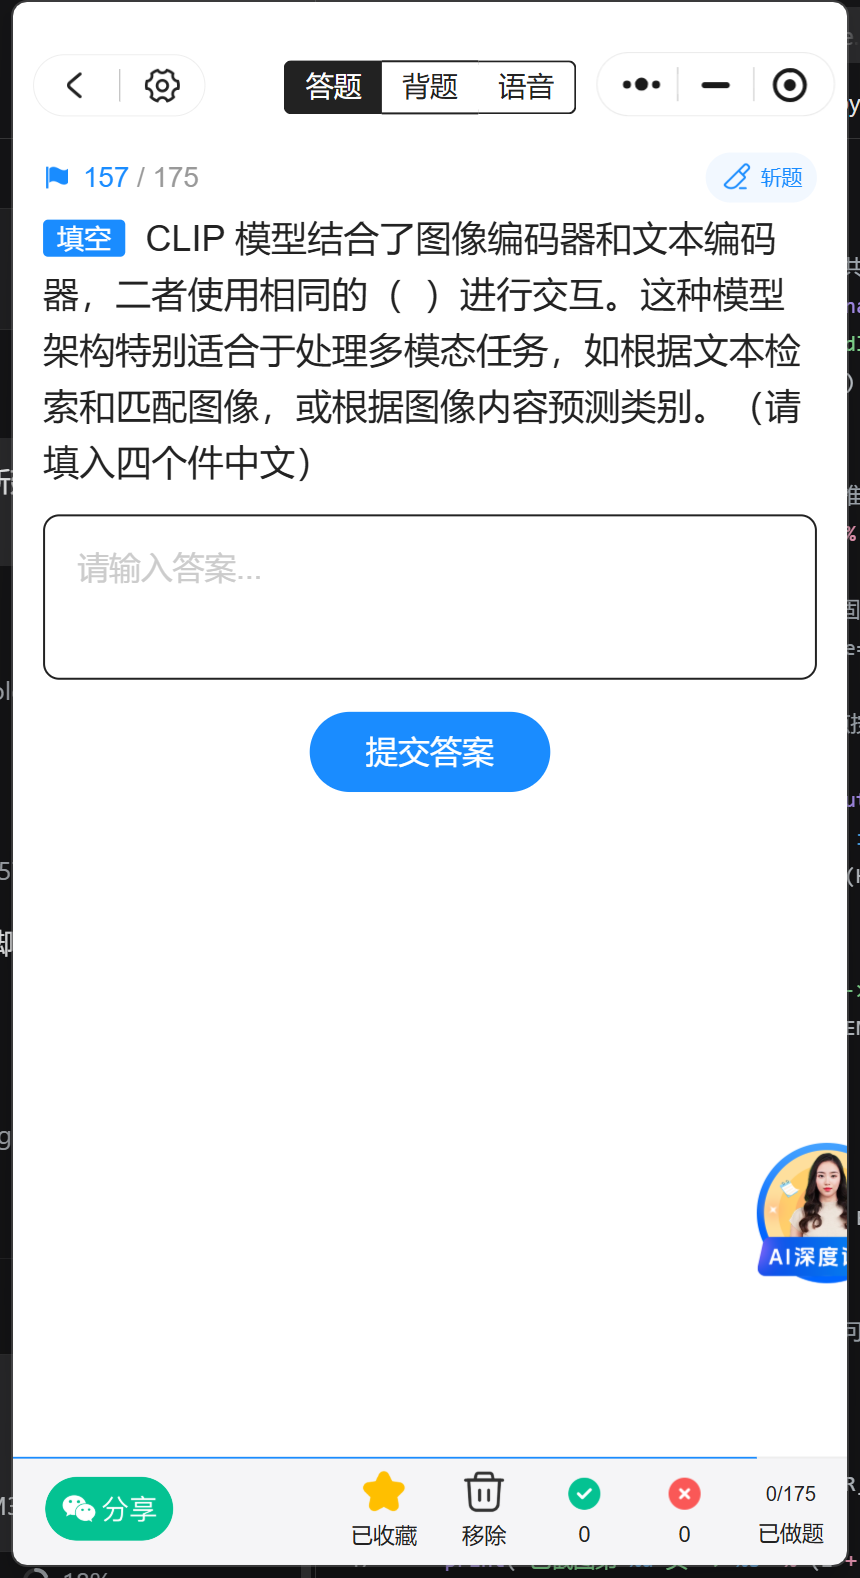 答题 背题 语音
157 / 175 斩题
填空 CLIP 模型结合了图像编码器和文本编码
器，二者使用相同的（ ）进行交互。这种模型
架构特别适合于处理多模态任务，如根据文本检
索和匹配图像，或根据图像内容预测类别。（请
填入四个件中文）
请输入答案...
提交答案
AI深度
分享
已收藏
移除
0
0
0/175
已做题